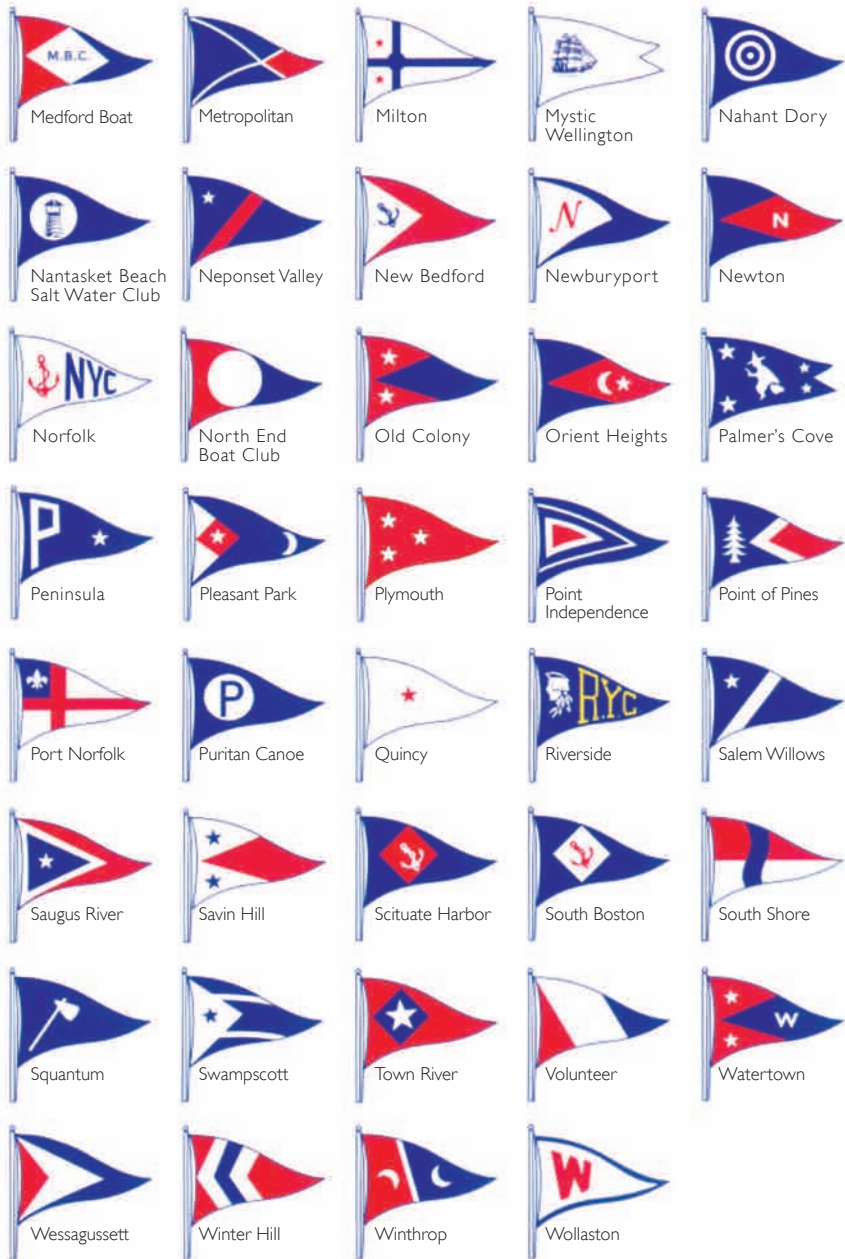 M.B.C.
Medford Boat
Metropolitan
Milton
Mystic
Wellington
Nahant Dory
Nantasket Beach
Salt Water Club
Neponset Valley
New Bedford
N
Newburyport
N
Newton
NYC
Norfolk
North End
Boat Club
Old Colony
Orient Heights
Palmer's Cove
P
Peninsula
Pleasant Park
Plymouth
Point
Independence
Point of Pines
Port Norfolk
P
Puritan Canoe
Quincy
R.Y.C
Riverside
Salem Willows
Saugus River
Savin Hill
Scituate Harbor
South Boston
South Shore
Squantum
Swampscott
Town River
Volunteer
W
Watertown
Wessagussett
Winter Hill
Winthrop
W
Wollaston